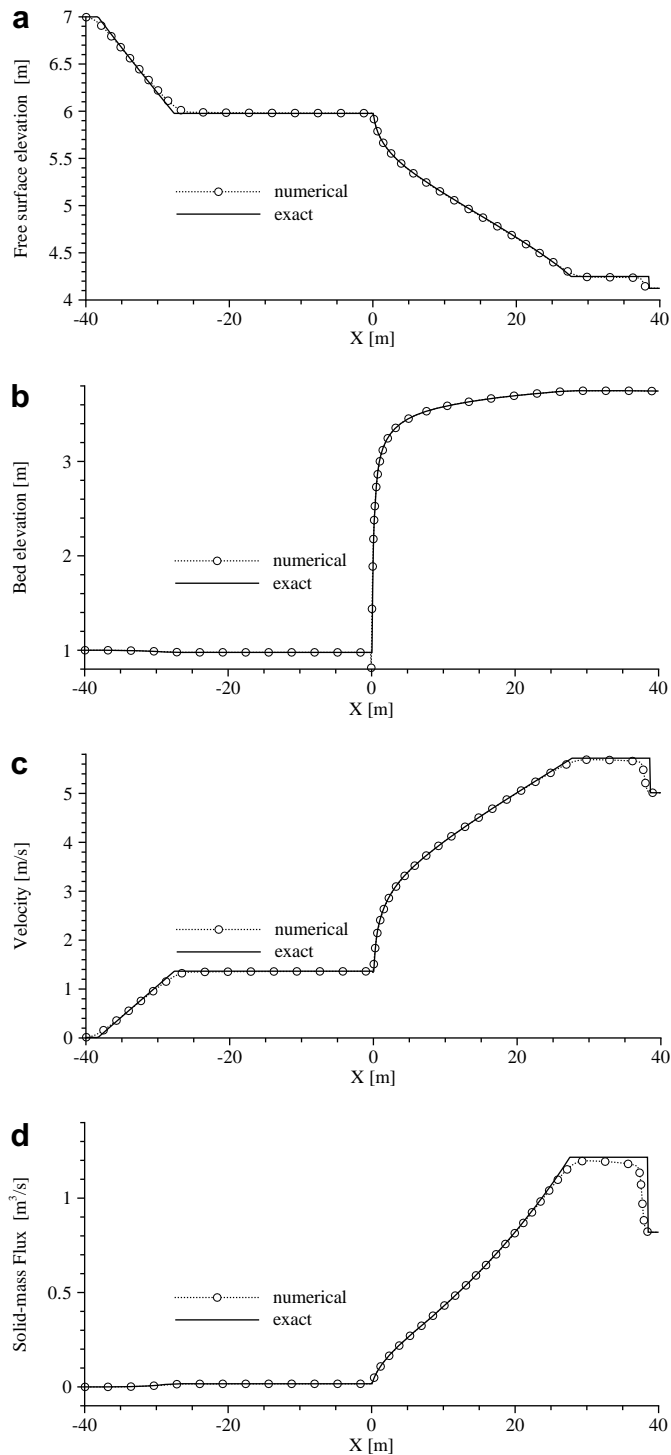 a
7
6
5.5
5
4.5
4
Free surface elevation [m]
numerical
exact
-40
-20
0
20
40
X [m]
b
3
2
1
Bed elevation [m]
numerical
exact
-40
-20
0
20
40
X [m]
c
5
4
3
2
1
0
Velocity [m/s]
numerical
exact
-40
-20
0
20
40
X [m]
d
1
0.5
0
Solid-mass Flux [m³/s]
numerical
exact
-40
-20
0
20
40
X [m]